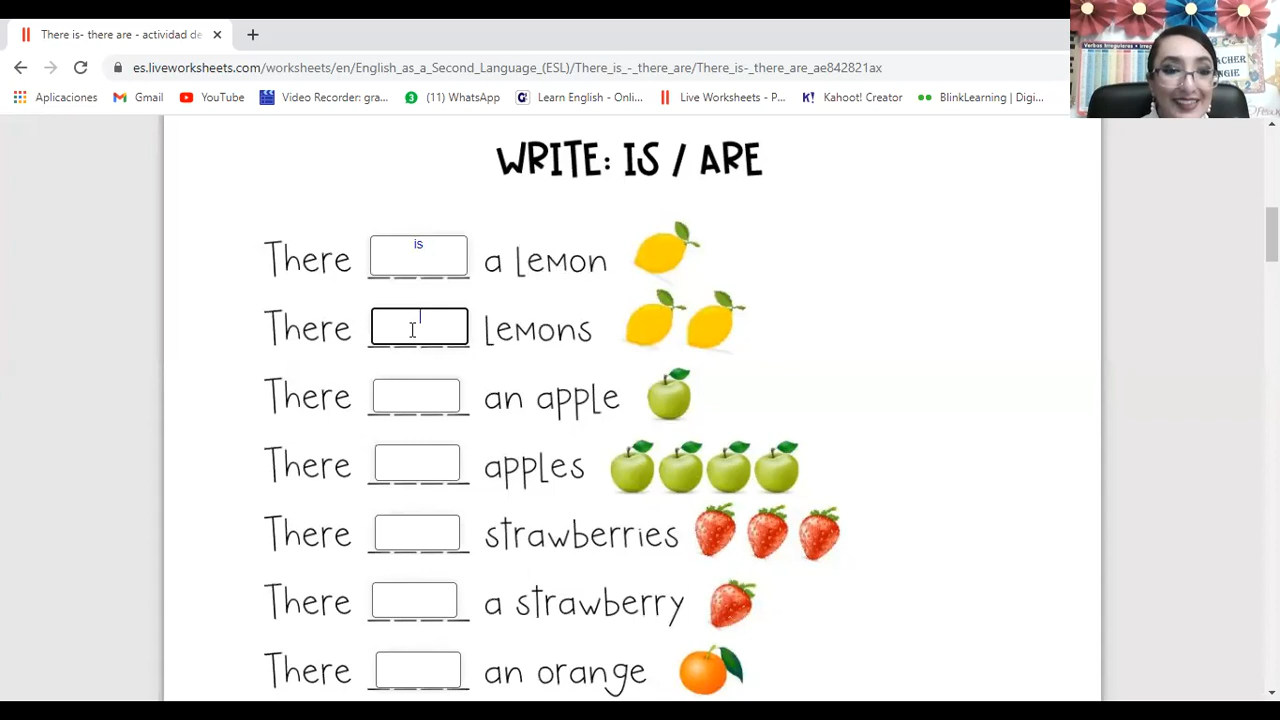 There is- there are - actividad de
es.liveworksheets.com/worksheets/en/English_as_a_Second_Language_(ESL)/There_is_-_there_are/There_is-_there_are_ae842821ax
Aplicaciones Gmail YouTube Video Recorder: gra... (11) WhatsApp Learn English - Onli... Live Worksheets - P... Kahoot! Creator BlinkLearning | Digi...
WRITE: IS / ARE
There is a lemon
There lemons
There an apple
There apples
There strawberries
There a strawberry
There an orange